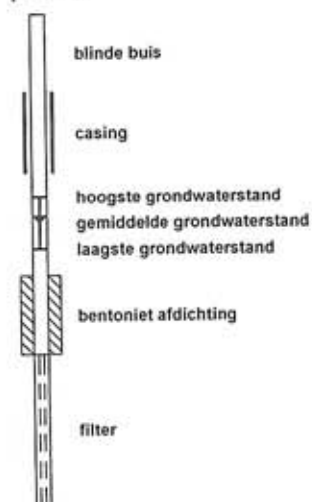 blinde buis
casing
hoogste grondwaterstand
gemiddelde grondwaterstand
laagste grondwaterstand
bentoniet afdichting
filter